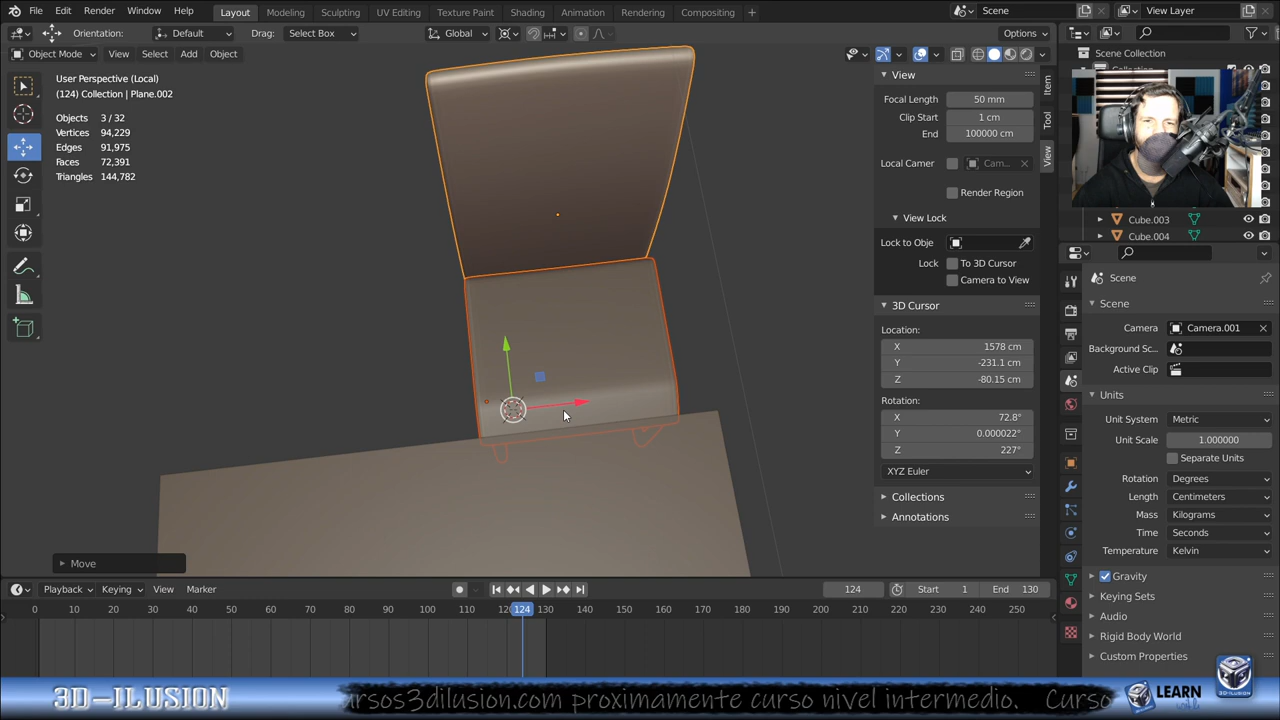 File Edit Render Window Help Layout Modeling Sculpting UV Editing Texture Paint Shading Animation Rendering Compositing + Scene View Layer
Orientation: Default Drag: Select Box Global Options
Object Mode View Select Add Object
User Perspective (Local)
(124) Collection | Plane.002
Objects 3 / 32
Vertices 94,229
Edges 91,975
Faces 72,391
Triangles 144,782
Move
View
Focal Length 50 mm
Clip Start 1 cm
End 100000 cm
Local Camer Cam...
Render Region
View Lock
Lock to Obje
Lock To 3D Cursor
Camera to View
3D Cursor
Location:
X 1578 cm
Y -231.1 cm
Z -80.15 cm
Rotation:
X 72.8°
Y 0.000022°
Z 227°
XYZ Euler
Collections
Annotations
Item
Tool
View
Scene Collection
Cube.003
Cube.004
Scene
Scene
Camera Camera.001
Background Sc...
Active Clip
Units
Unit System Metric
Unit Scale 1.000000
Separate Units
Rotation Degrees
Length Centimeters
Mass Kilograms
Time Seconds
Temperature Kelvin
Gravity
Keying Sets
Audio
Rigid Body World
Custom Properties
Playback Keying View Marker 124 Start 1 End 130
0 10 20 30 40 50 60 70 80 90 100 110 124 130 140 150 160 170 180 190 200 210 220 230 240 250
3D-ILUSION ursos3dilusion.com proximamente curso nivel intermedio. Curso LEARN 3D-ILUSION